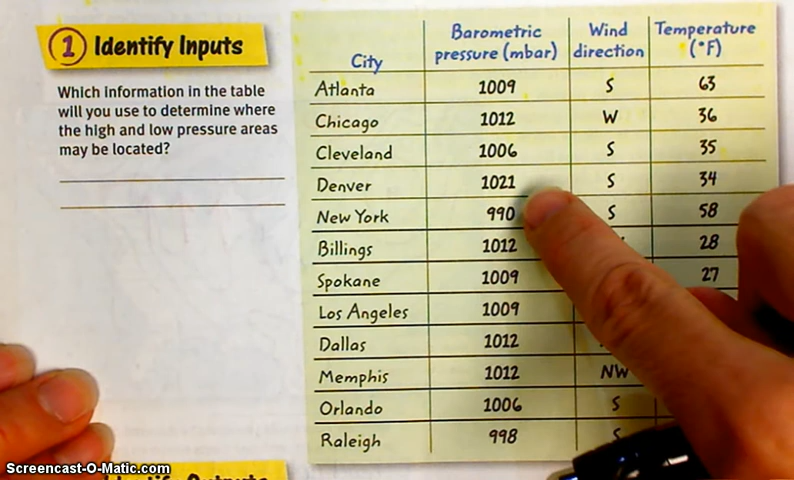 1 Identify Inputs
Which information in the table
will you use to determine where
the high and low pressure areas
may be located?
City Barometric pressure (mbar) Wind direction Temperature (°F)
Atlanta 1009 S 63
Chicago 1012 W 36
Cleveland 1006 S 35
Denver 1021 S 34
New York 990 S 58
Billings 1012 28
Spokane 1009 27
Los Angeles 1009
Dallas 1012
Memphis 1012 NW
Orlando 1006 S
Raleigh 998 S
Screencast-O-Matic.com